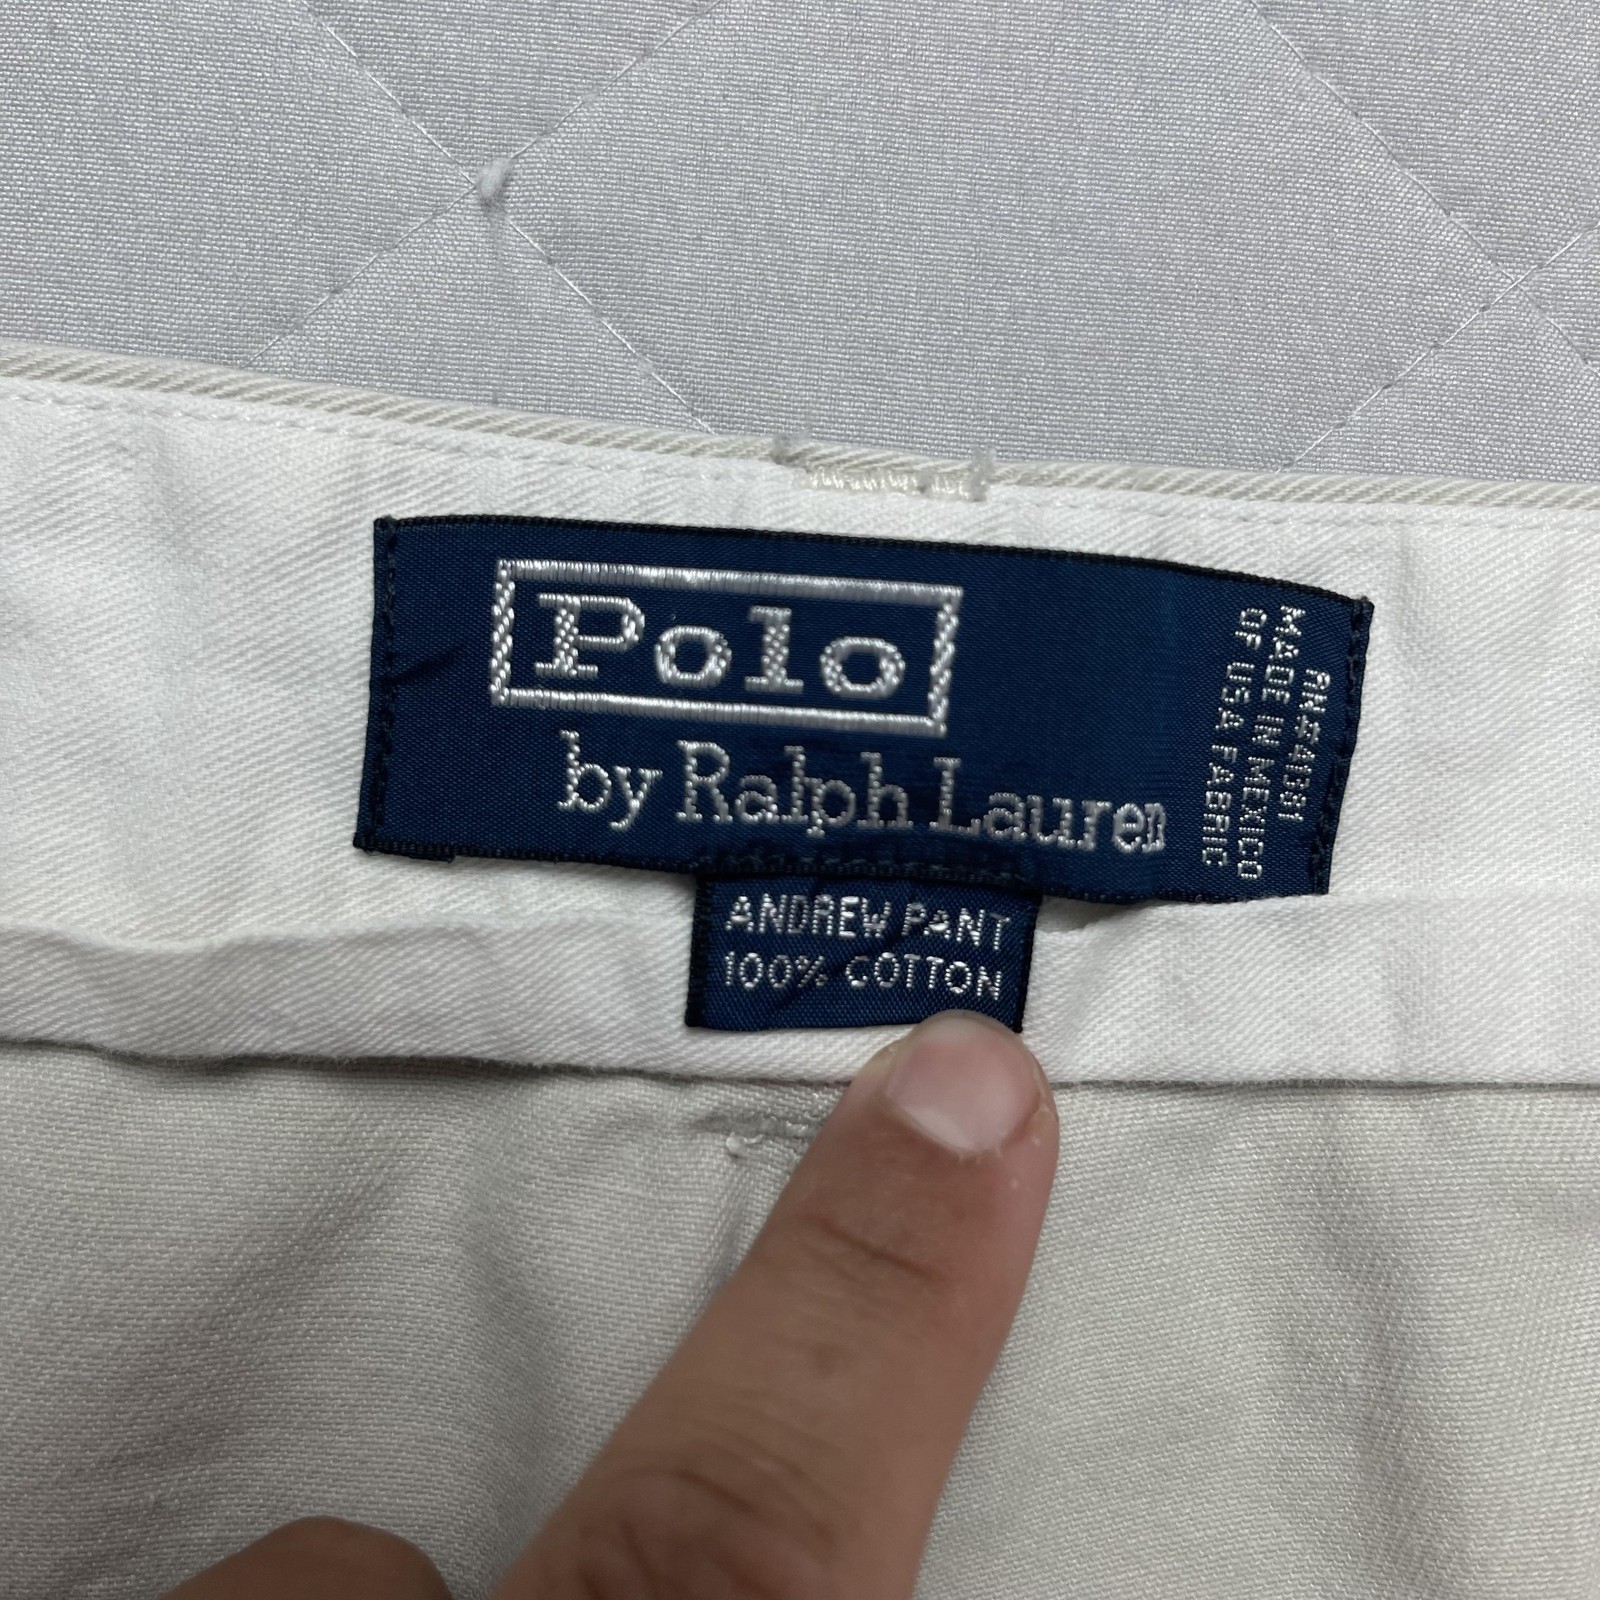 Polo
by Ralph Lauren
RN#41381
MADE IN MEXICO
OF USA FABRIC
ANDREW PANT
100% COTTON